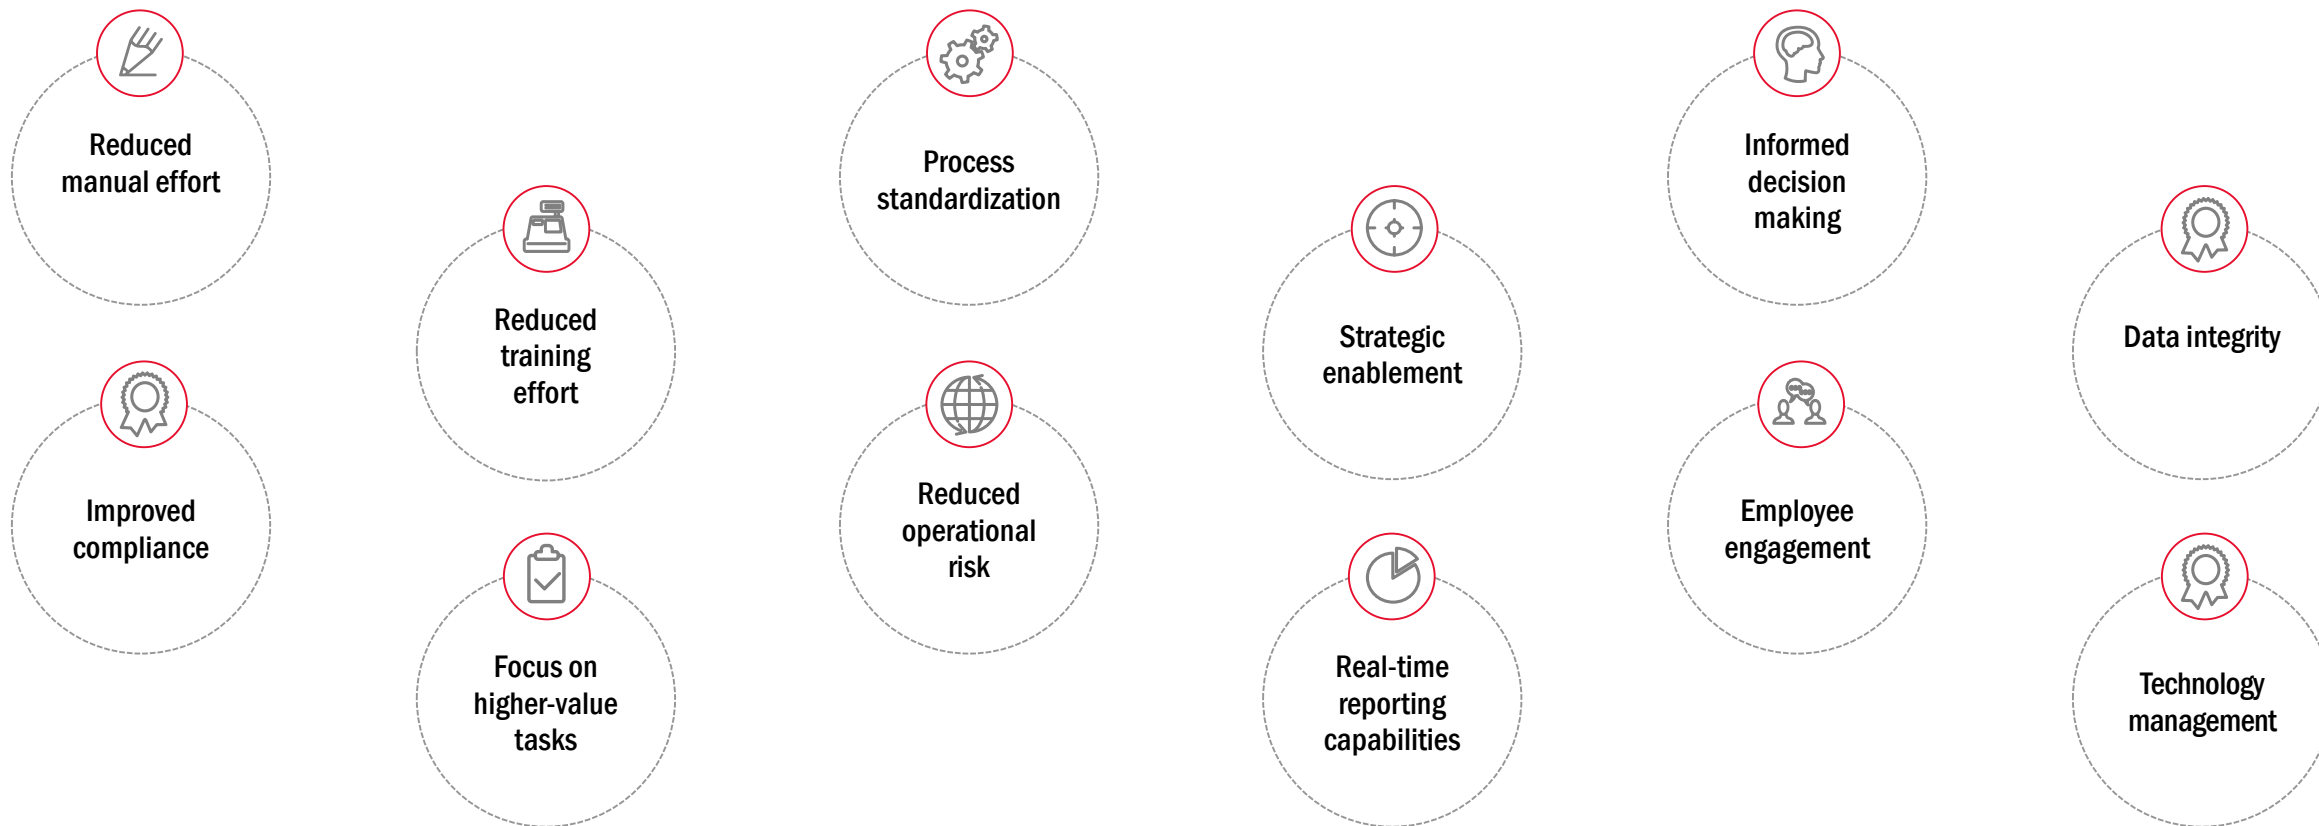 Reduced
manual effort
Process
standardization
Informed
decision
making
Reduced
training
effort
Strategic
enablement
Data integrity
Improved
compliance
Reduced
operational
risk
Employee
engagement
Focus on
higher-value
tasks
Real-time
reporting
capabilities
Technology
management